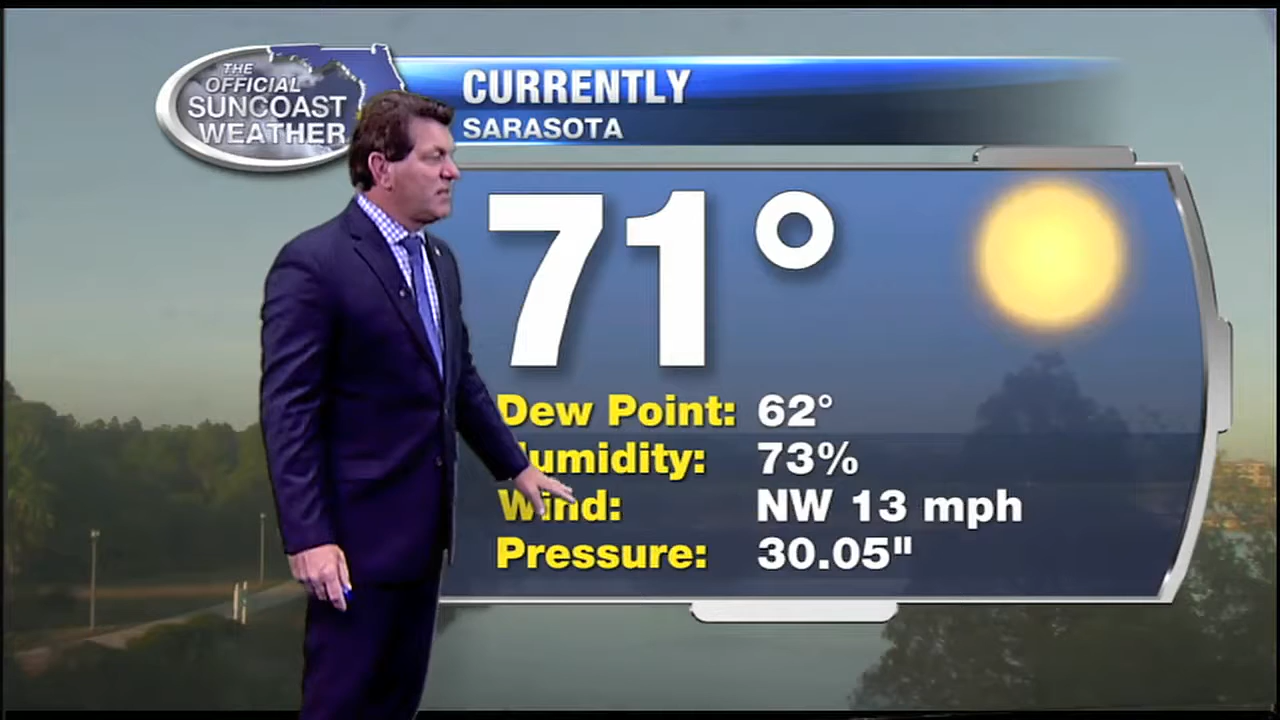 THE
OFFICIAL
SUNCOAST
WEATHER
CURRENTLY
SARASOTA
71°
Dew Point: 62°
Humidity: 73%
Wind: NW 13 mph
Pressure: 30.05"